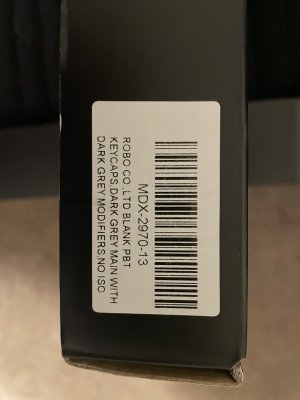 MDX-2970-13
ROBO CO.,LTD BLANK PBT
KEYCAPS DARK GREY MAIN WITH
DARK GREY MODIFIERS.NO ISO